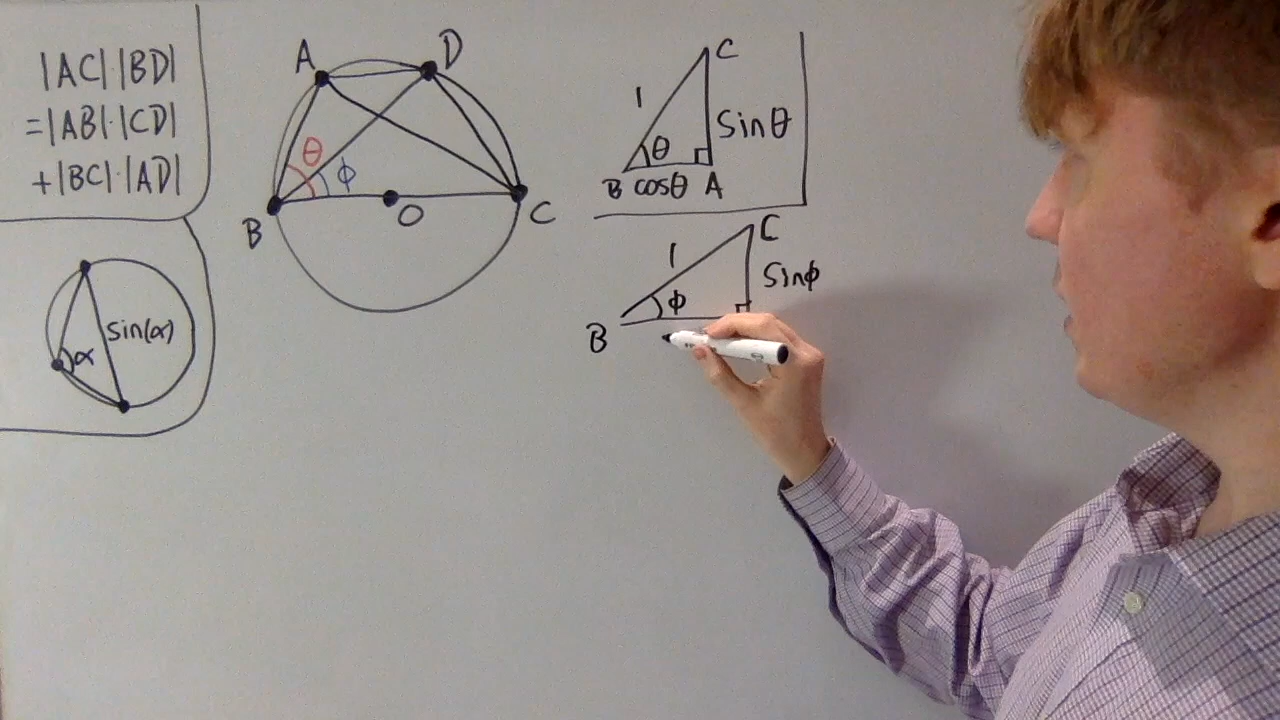 |AC|·|BD|
=|AB|·|CD|
+|BC|·|AD|
A
D
θ
ϕ
B
O
C
sin(α)
α
C
1
Sinθ
θ
B cosθ A
C
1
Sinϕ
ϕ
B